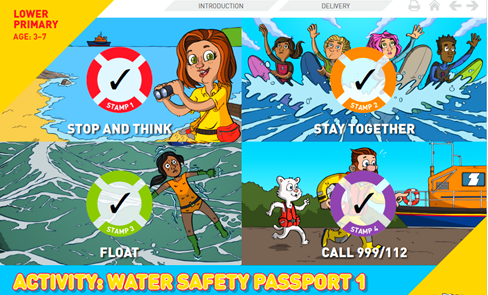 LOWER
PRIMARY
AGE: 3-7
INTRODUCTION
DELIVERY
STAMP 1
STOP AND THINK
STAMP 2
STAY TOGETHER
STAMP 3
FLOAT
STAMP 4
CALL 999/112
ACTIVITY: WATER SAFETY PASSPORT 1